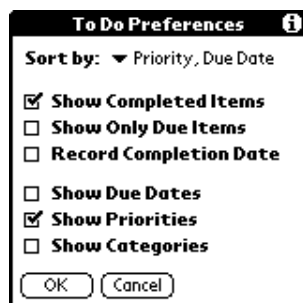 To Do Preferences i
Sort by: Priority, Due Date
Show Completed Items
Show Only Due Items
Record Completion Date
Show Due Dates
Show Priorities
Show Categories
OK Cancel